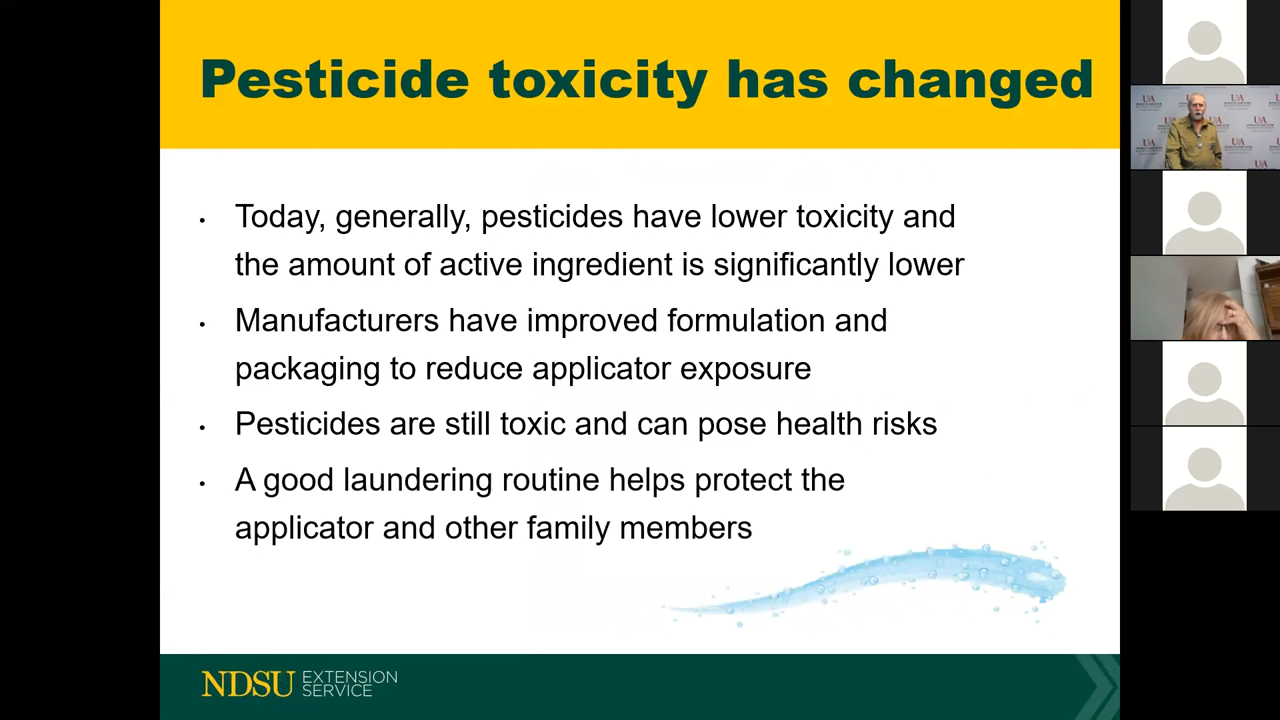 Pesticide toxicity has changed
• Today, generally, pesticides have lower toxicity and
the amount of active ingredient is significantly lower
• Manufacturers have improved formulation and
packaging to reduce applicator exposure
• Pesticides are still toxic and can pose health risks
• A good laundering routine helps protect the
applicator and other family members
NDSU EXTENSION
SERVICE